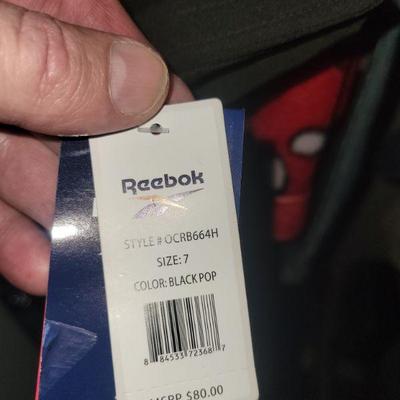 Reebok
STYLE # OCRB664H
SIZE: 7
COLOR: BLACK POP
8 84533 72368 7
MSRP $80.00